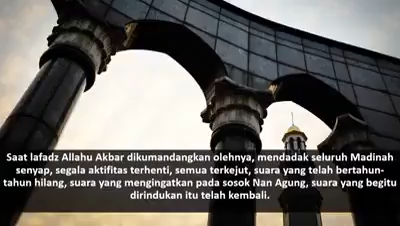 Saat lafadz Allahu Akbar dikumandangkan olehnya, mendadak seluruh Madinah
senyap, segala aktifitas terhenti, semua terkejut, suara yang telah bertahun-
tahun hilang, suara yang mengingatkan pada sosok Nan Agung, suara yang begitu
dirindukan itu telah kembali.